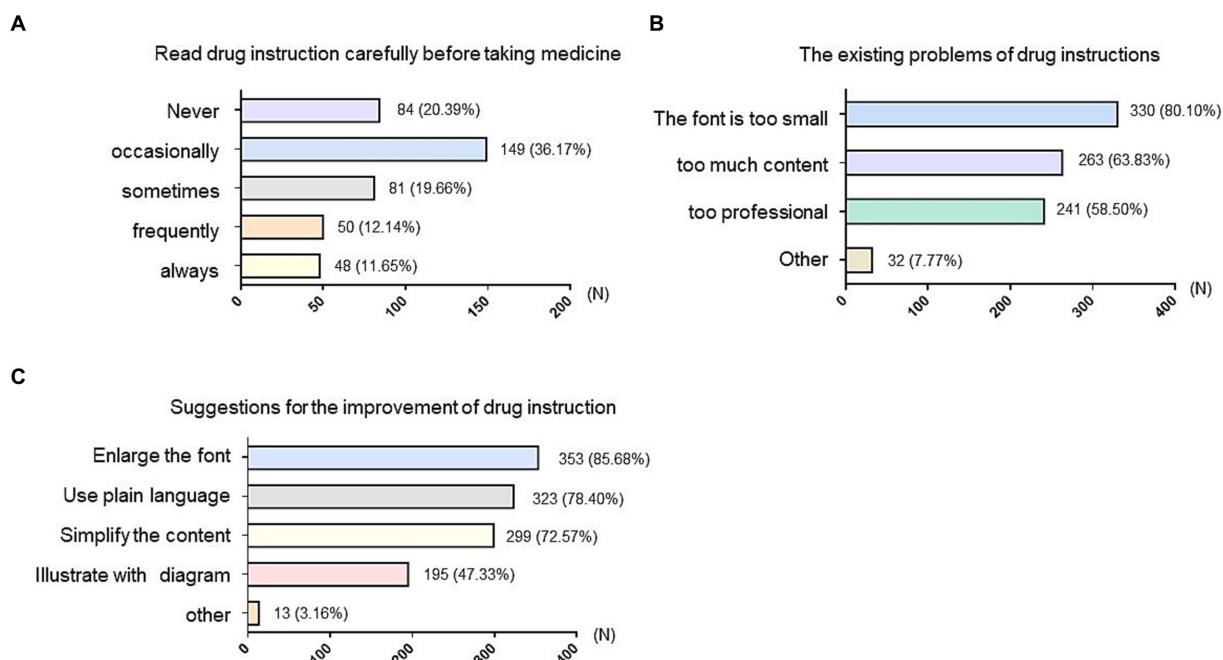 A
Read drug instruction carefully before taking medicine
Never 84 (20.39%)
occasionally 149 (36.17%)
sometimes 81 (19.66%)
frequently 50 (12.14%)
always 48 (11.65%)
0 50 100 150 200 (N)
B
The existing problems of drug instructions
The font is too small 330 (80.10%)
too much content 263 (63.83%)
too professional 241 (58.50%)
Other 32 (7.77%)
0 100 200 300 400 (N)
C
Suggestions for the improvement of drug instruction
Enlarge the font 353 (85.68%)
Use plain language 323 (78.40%)
Simplify the content 299 (72.57%)
Illustrate with diagram 195 (47.33%)
other 13 (3.16%)
0 100 200 300 400 (N)